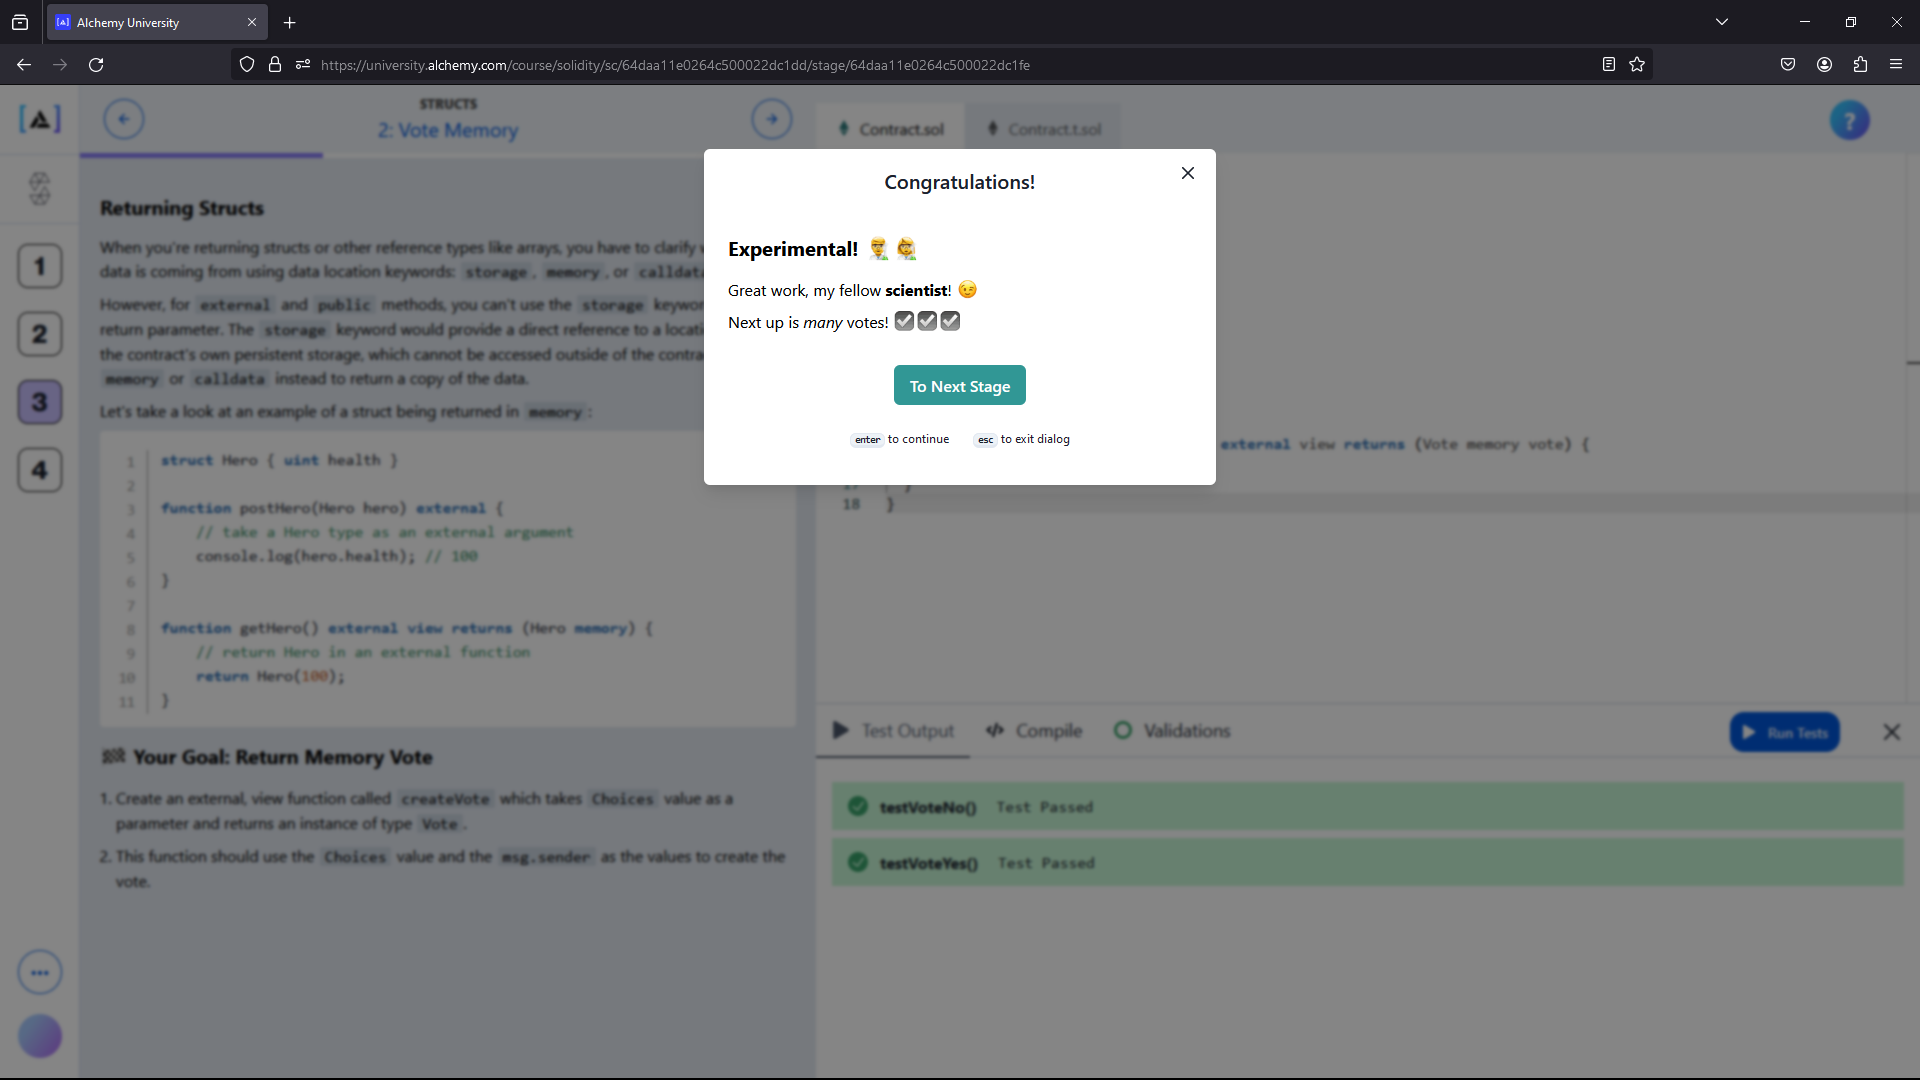 Alchemy University
https://university.alchemy.com/course/solidity/sc/64daa11e0264c500022dc1dd/stage/64daa11e0264c500022dc1fe
STRUCTS
2: Vote Memory
Contract.sol
Contract.t.sol
?
1
2
3
4
Returning Structs
When you're returning structs or other reference types like arrays, you have to clarify
data is coming from using data location keywords: storage, memory, or calldata
However, for external and public methods, you can't use the storage
return parameter. The storage keyword would provide a direct reference to a
the contract's own persistent storage, which cannot be accessed outside of the
memory or calldata instead to return a copy of the data.
Let's take a look at an example of a struct being returned in memory:
1 struct Hero { uint health }
2
3 function postHero(Hero hero) external {
4 // take a Hero type as an external argument
5 console.log(hero.health); // 100
6 }
7
8 function getHero() external view returns (Hero memory) {
9 // return Hero in an external function
10 return Hero(100);
11 }
Your Goal: Return Memory Vote
1. Create an external, view function called createVote which takes Choices value as a
parameter and returns an instance of type Vote.
2. This function should use the Choices value and the msg.sender as the values to create the
vote.
Congratulations!
Experimental!
Great work, my fellow scientist!
Next up is many votes!
To Next Stage
enter to continue esc to exit dialog
external view returns (Vote memory vote) {
18 }
Test Output
Compile
Validations
Run Tests
testVoteNo() Test Passed
testVoteYes() Test Passed